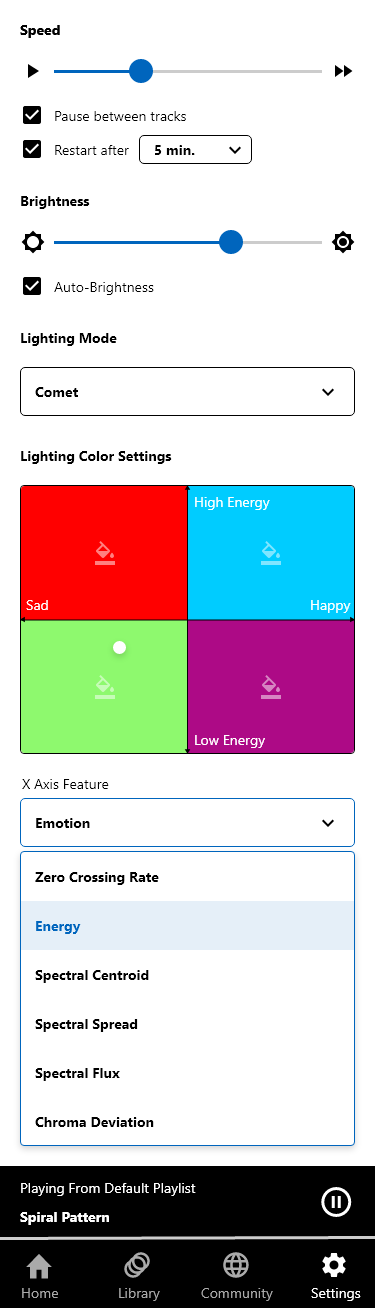 Speed
Pause between tracks
Restart after 5 min.
Brightness
Auto-Brightness
Lighting Mode
Comet
Lighting Color Settings
High Energy
Sad Happy
Low Energy
X Axis Feature
Emotion
Zero Crossing Rate
Energy
Spectral Centroid
Spectral Spread
Spectral Flux
Chroma Deviation
Playing From Default Playlist
Spiral Pattern
Home Library Community Settings